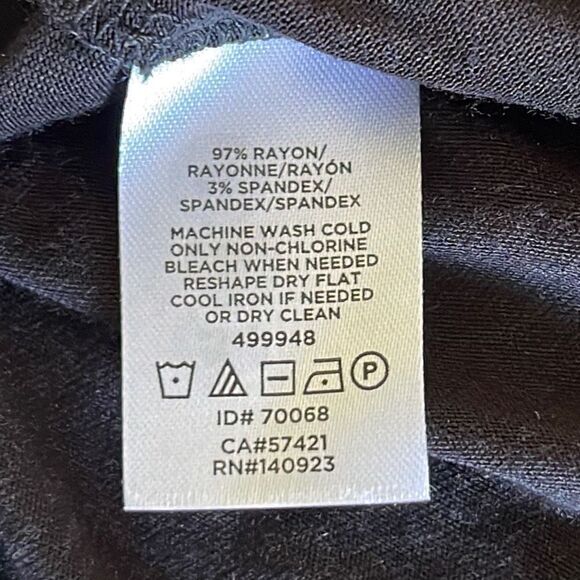 97% RAYON/
RAYONNE/RAYÓN
3% SPANDEX/
SPANDEX/SPANDEX
MACHINE WASH COLD
ONLY NON-CHLORINE
BLEACH WHEN NEEDED
RESHAPE DRY FLAT
COOL IRON IF NEEDED
OR DRY CLEAN
499948
P
ID# 70068
CA#57421
RN#140923